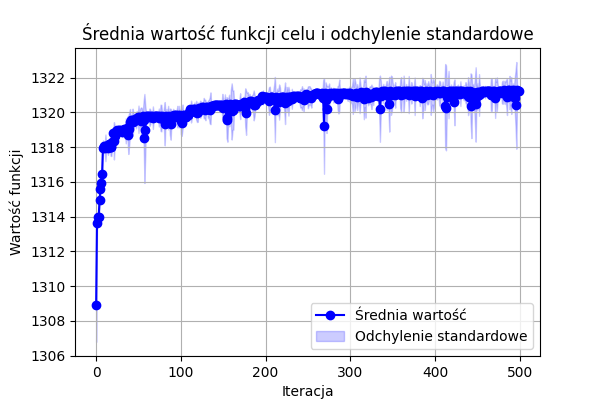 Średnia wartość funkcji celu i odchylenie standardowe
1322
1320
1318
1316
1314
1312
1310
1308
1306
Wartość funkcji
Średnia wartość
Odchylenie standardowe
0 100 200 300 400 500
Iteracja